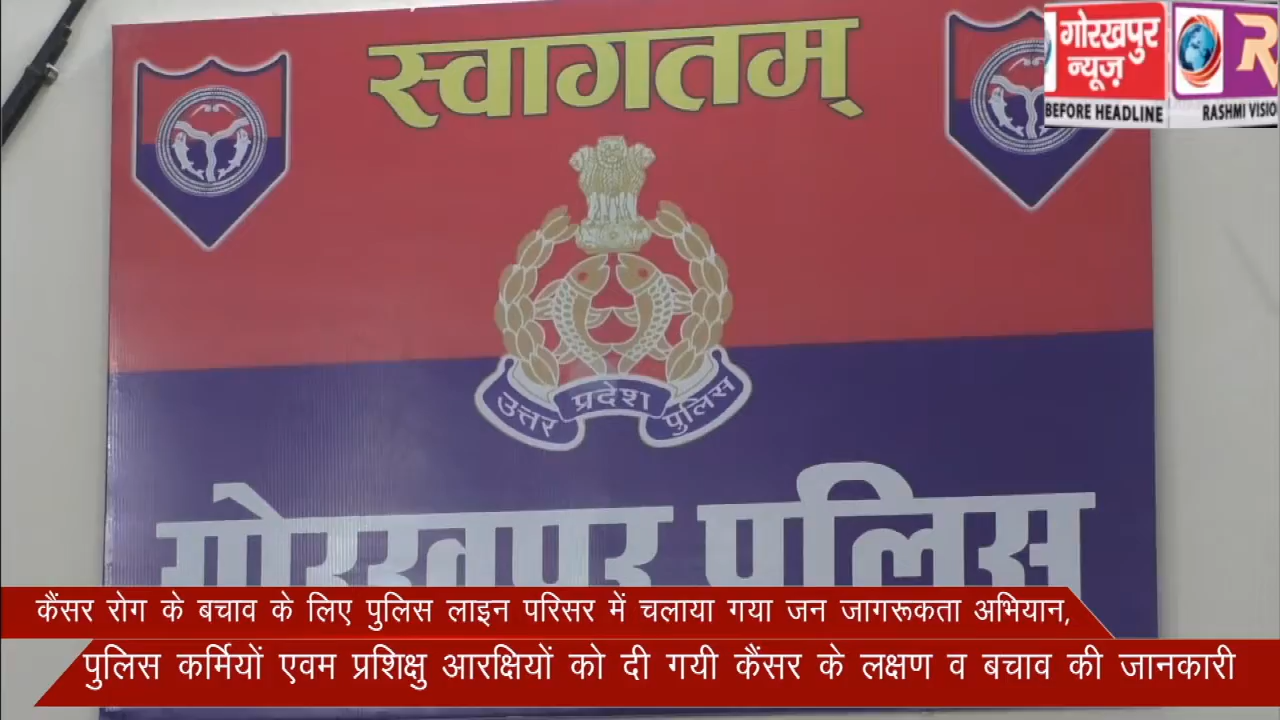 स्वागतम्
गोरखपुर
न्यूज़
BEFORE HEADLINE
R
RASHMI VISIO
उत्तर प्रदेश पुलिस
गोरखपुर पुलिस
कैंसर रोग के बचाव के लिए पुलिस लाइन परिसर में चलाया गया जन जागरूकता अभियान,
पुलिस कर्मियों एवम प्रशिक्षु आरक्षियों को दी गयी कैंसर के लक्षण व बचाव की जानकारी